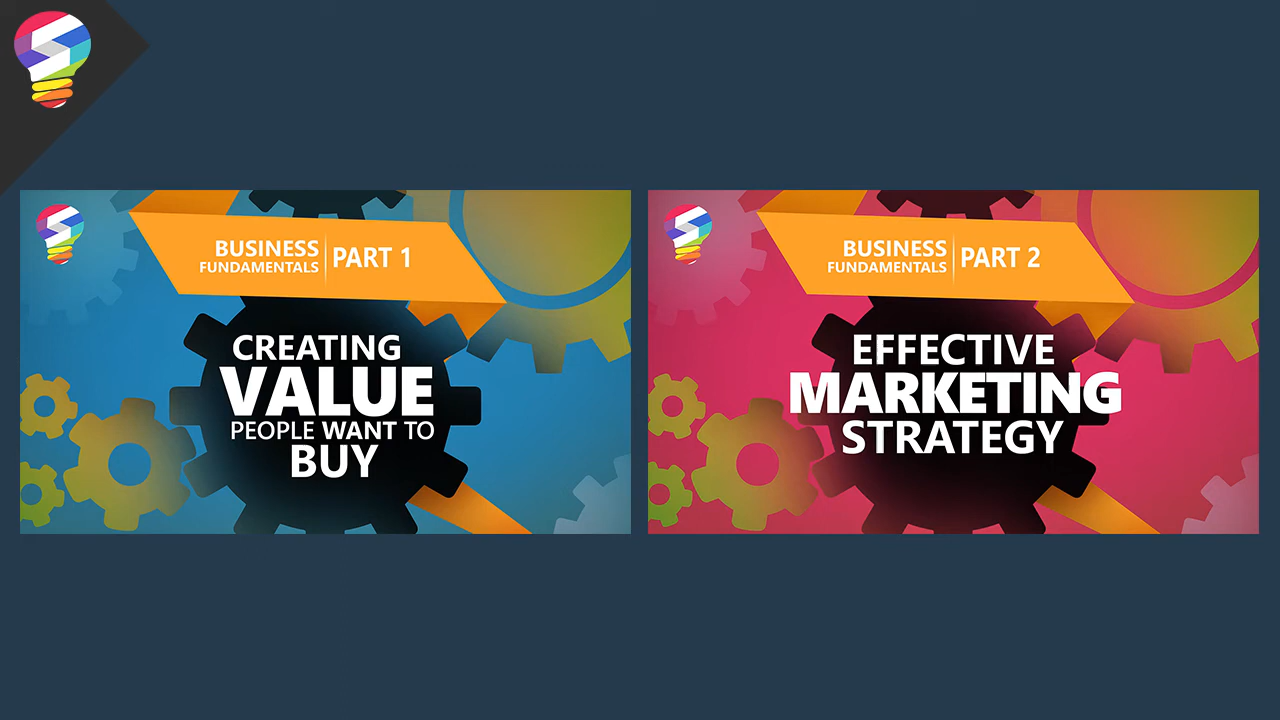 BUSINESS
FUNDAMENTALS
PART 1
CREATING
VALUE
PEOPLE WANT TO
BUY
BUSINESS
FUNDAMENTALS
PART 2
EFFECTIVE
MARKETING
STRATEGY